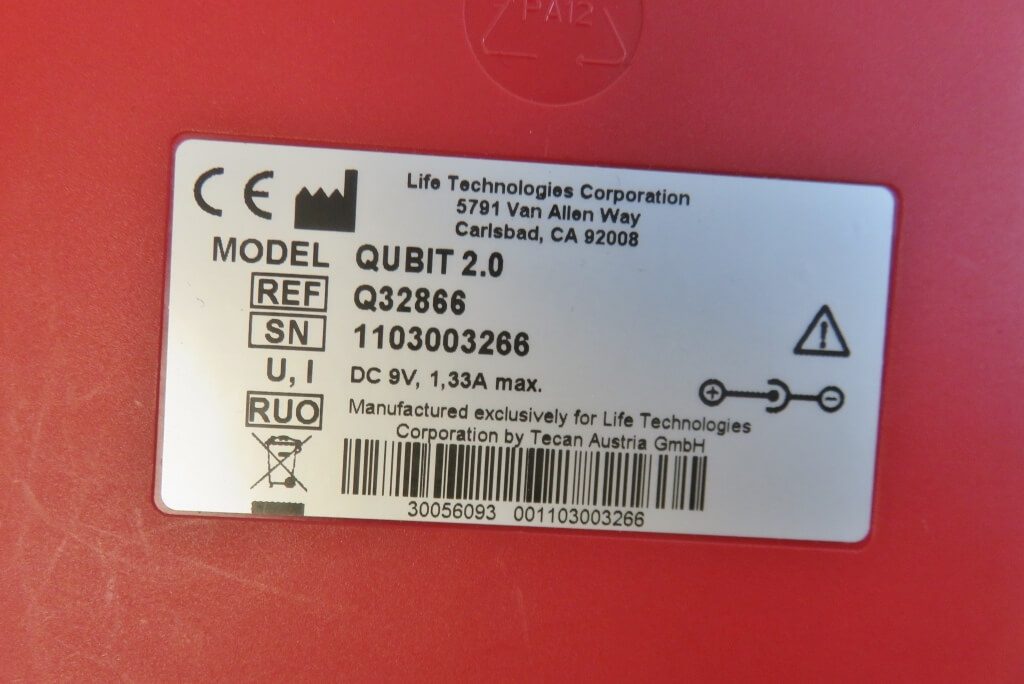 PA12
CE
Life Technologies Corporation
5791 Van Allen Way
Carlsbad, CA 92008
MODEL QUBIT 2.0
REF Q32866
SN 1103003266
U, I DC 9V, 1,33A max.
RUO Manufactured exclusively for Life Technologies
Corporation by Tecan Austria GmbH
30056093 001103003266